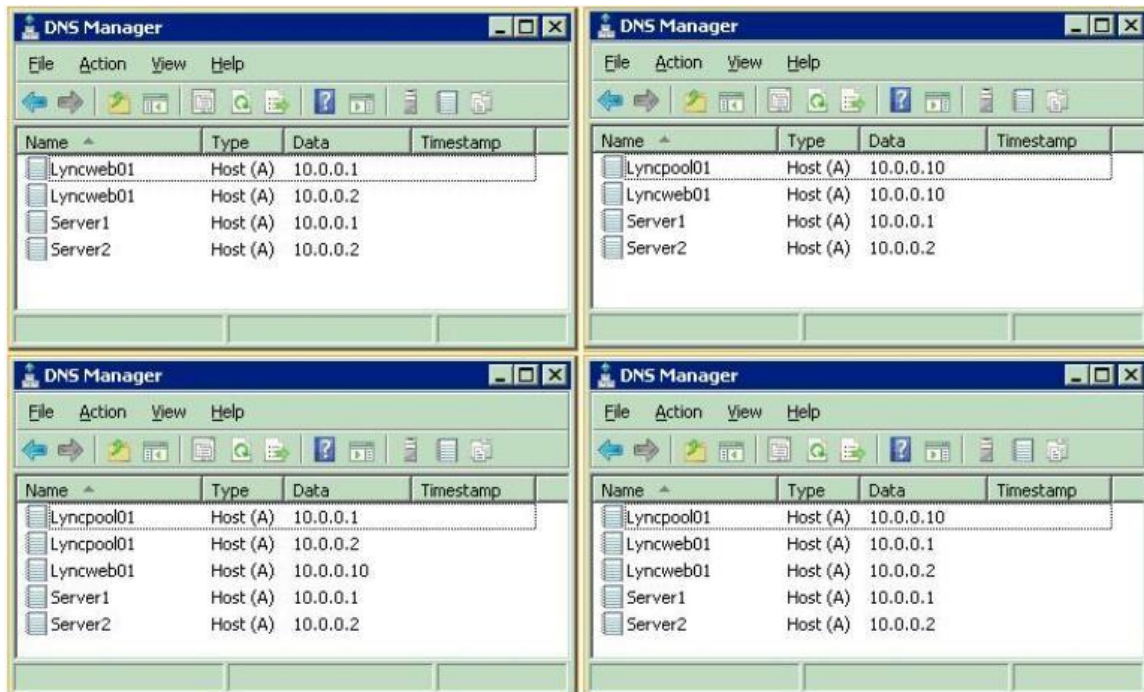 DNS Manager
File Action View Help
Name Type Data Timestamp
Lyncweb01 Host (A) 10.0.0.1
Lyncweb01 Host (A) 10.0.0.2
Server1 Host (A) 10.0.0.1
Server2 Host (A) 10.0.0.2
DNS Manager
File Action View Help
Name Type Data Timestamp
Lyncpool01 Host (A) 10.0.0.10
Lyncweb01 Host (A) 10.0.0.10
Server1 Host (A) 10.0.0.1
Server2 Host (A) 10.0.0.2
DNS Manager
File Action View Help
Name Type Data Timestamp
Lyncpool01 Host (A) 10.0.0.1
Lyncpool01 Host (A) 10.0.0.2
Lyncweb01 Host (A) 10.0.0.10
Server1 Host (A) 10.0.0.1
Server2 Host (A) 10.0.0.2
DNS Manager
File Action View Help
Name Type Data Timestamp
Lyncpool01 Host (A) 10.0.0.10
Lyncweb01 Host (A) 10.0.0.1
Lyncweb01 Host (A) 10.0.0.2
Server1 Host (A) 10.0.0.1
Server2 Host (A) 10.0.0.2